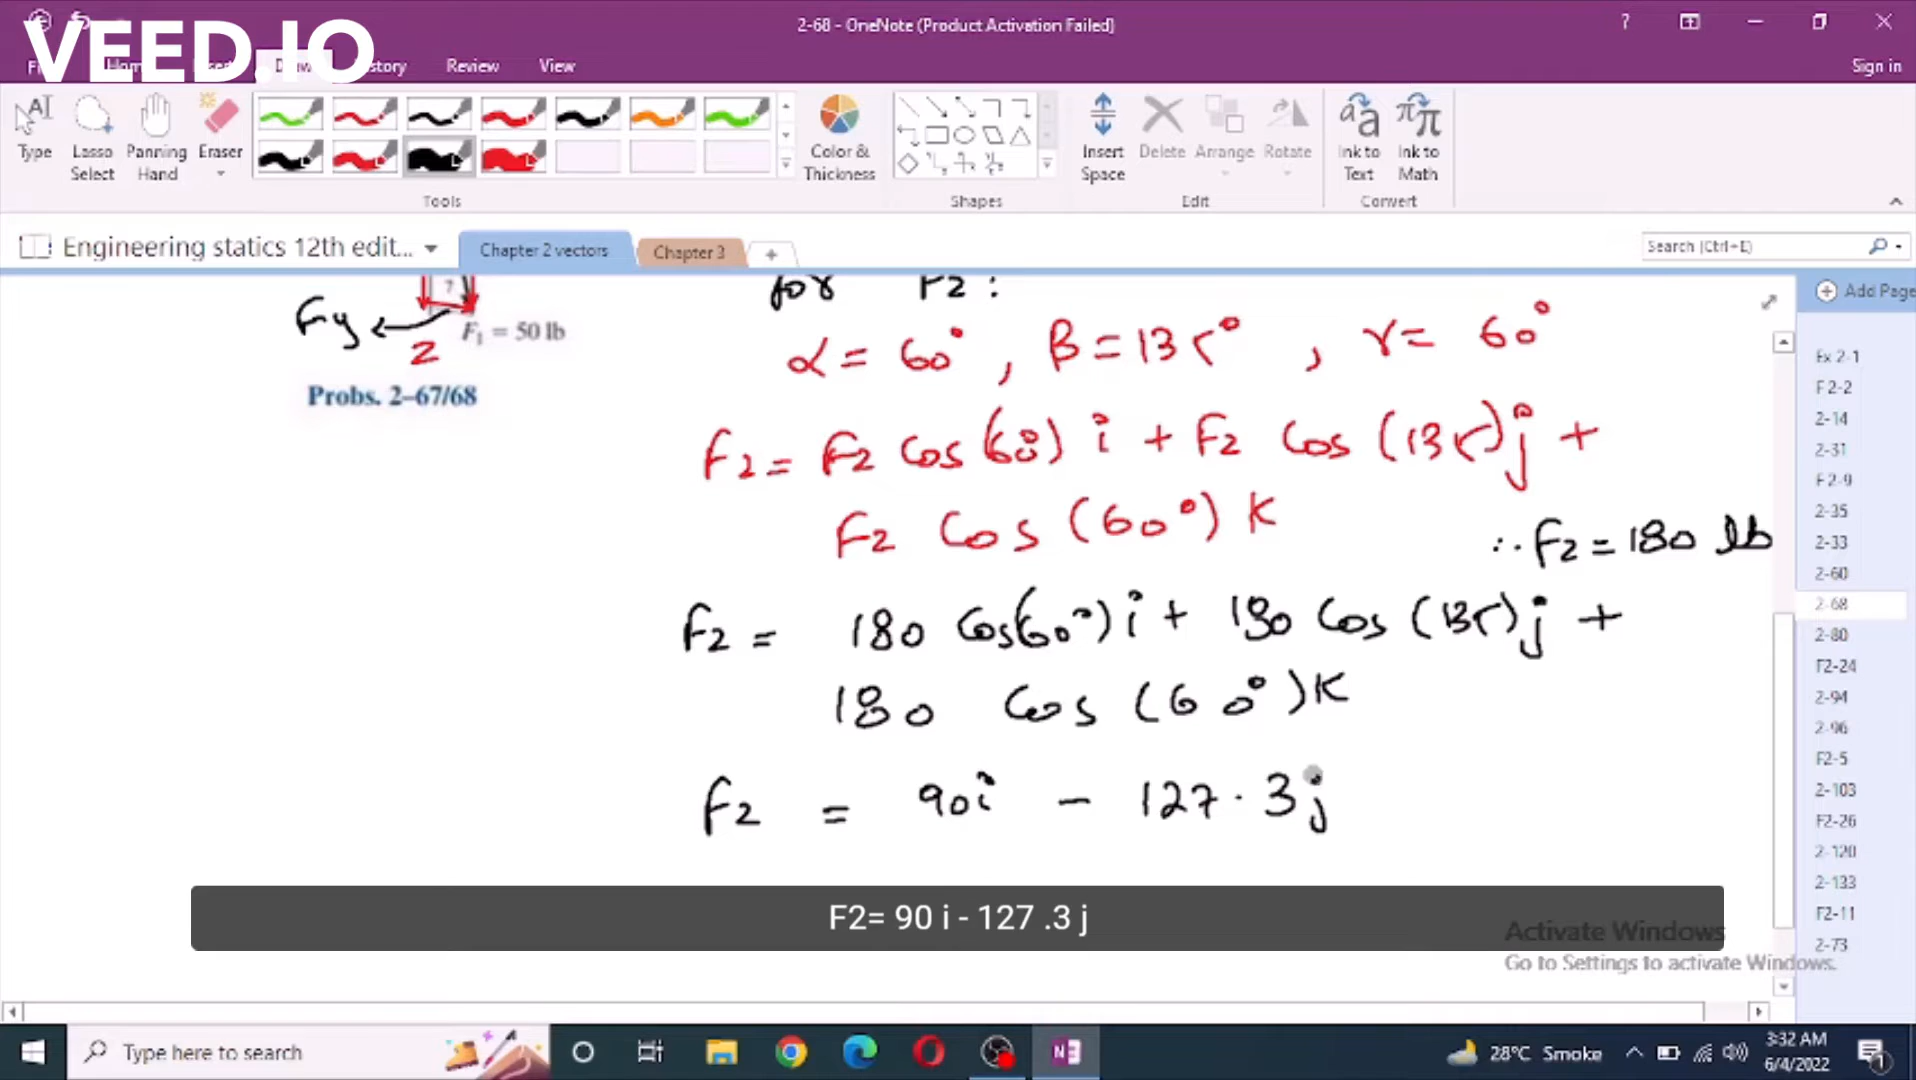 2-68 - OneNote (Product Activation Failed)
?
VEED.IO
History Review View
Sign in
Type
Lasso Select
Panning Hand
Eraser
Color & Thickness
Insert Space
Delete
Arrange
Rotate
Ink to Text
Ink to Math
Tools
Shapes
Edit
Convert
Engineering statics 12th edit...
Chapter 2 vectors
Chapter 3
+
Search (Ctrl+E)
Add Page
for F2 :
Fy
F₁ = 50 lb
2
Probs. 2–67/68
α = 60° , β = 135° , γ = 60°
F2 = F2 Cos(60°) i + F2 Cos (135) j +
F2 Cos (60°) K
∴ F2 = 180 lb
F2 = 180 Cos(60°) i + 180 Cos (135) j +
180 Cos (60°) K
F2 = 90i - 127.3j
F2= 90 i - 127 .3 j
Activate Windows
Go to Settings to activate Windows.
Ex 2-1
F 2-2
2-14
2-31
F 2-9
2-35
2-33
2-60
2-68
2-80
F2-24
2-94
2-96
F2-5
2-103
F2-26
2-120
2-133
F2-11
2-73
Type here to search
28°C Smoke
3:32 AM
6/4/2022
1